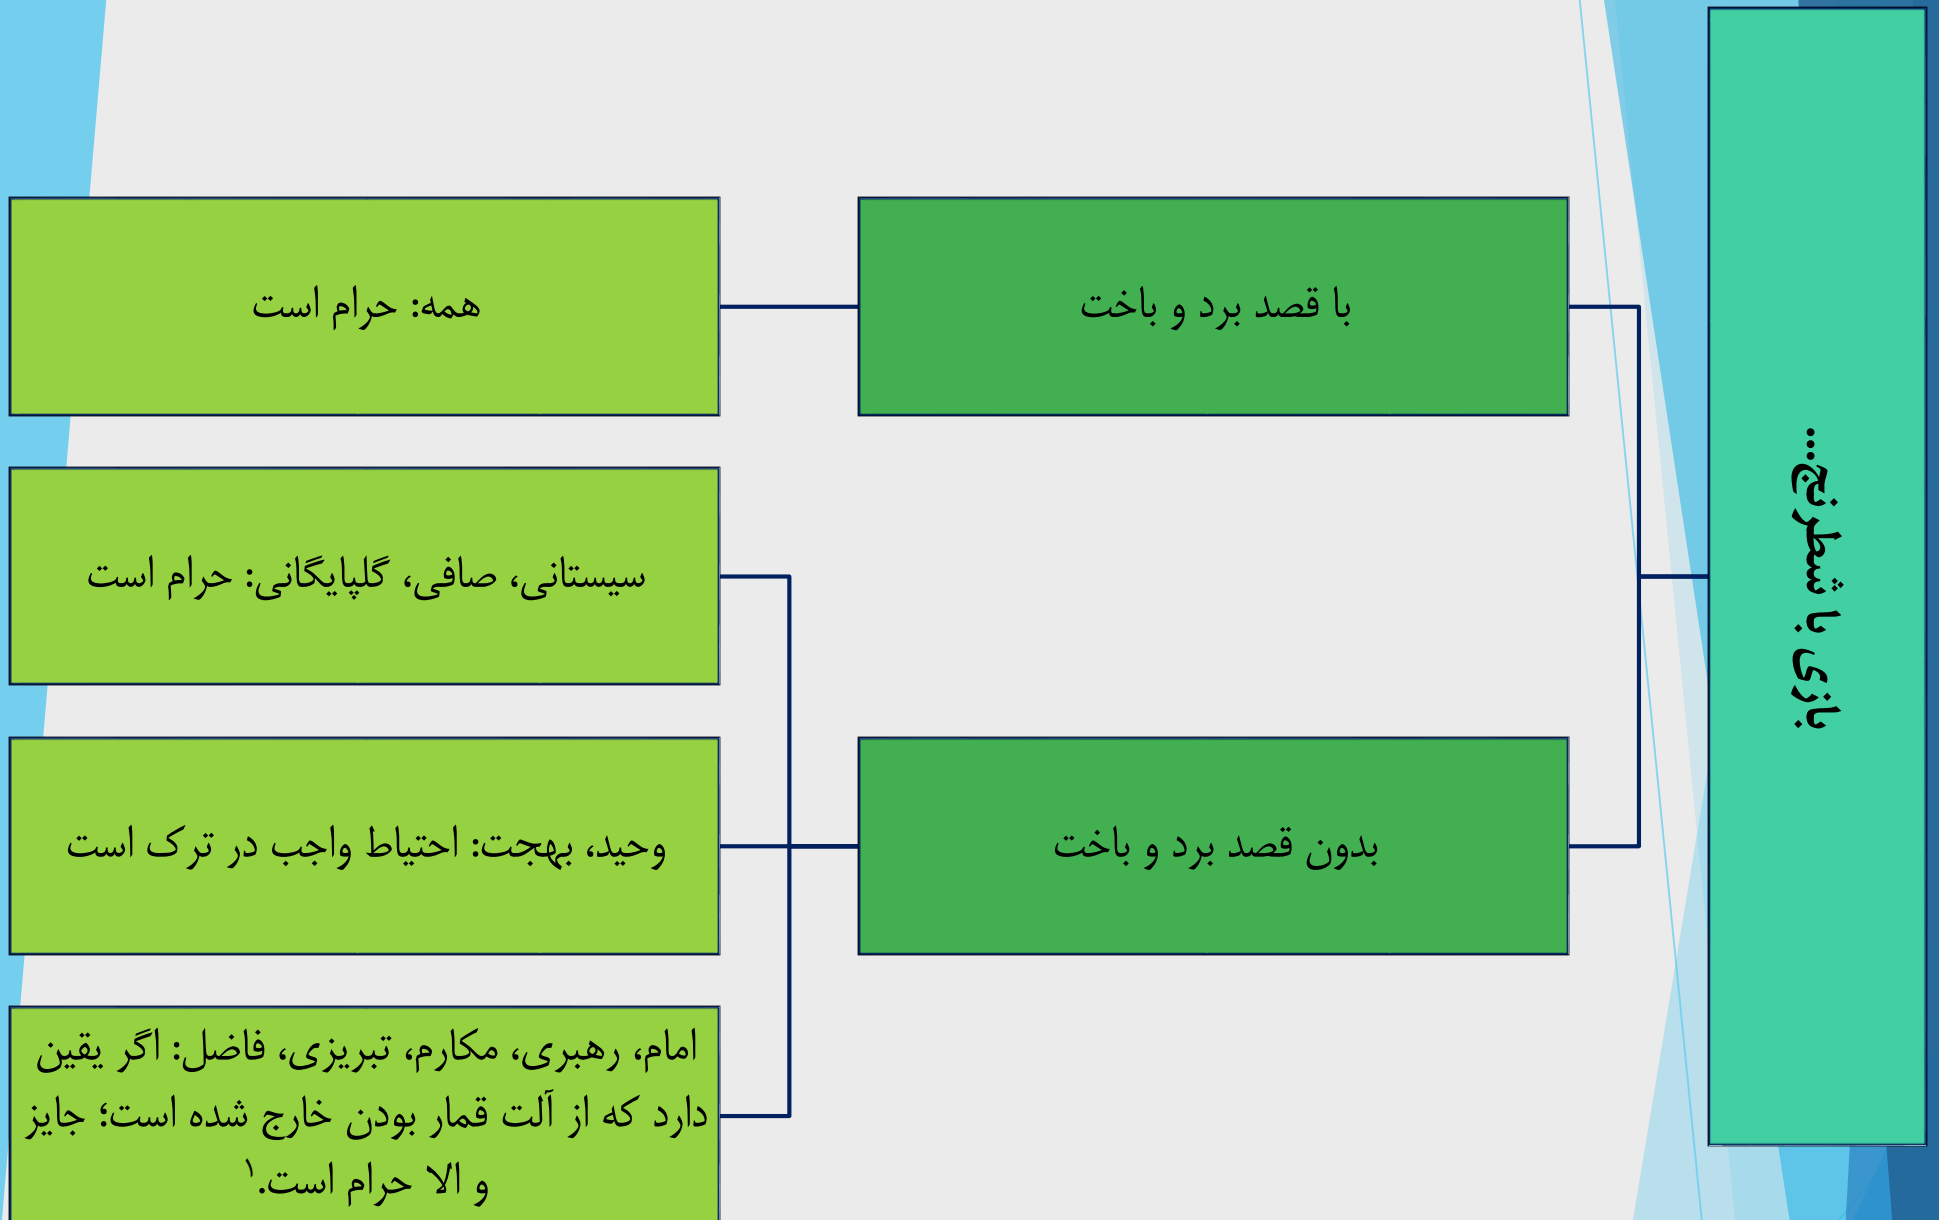 بازی با شطرنج...
با قصد برد و باخت
همه: حرام است
بدون قصد برد و باخت
سیستانی، صافی، گلپایگانی: حرام است
وحید، بهجت: احتیاط واجب در ترک است
امام، رهبری، مکارم، تبریزی، فاضل: اگر یقین
دارد که از آلت قمار بودن خارج شده است؛ جایز
و الا حرام است.۱